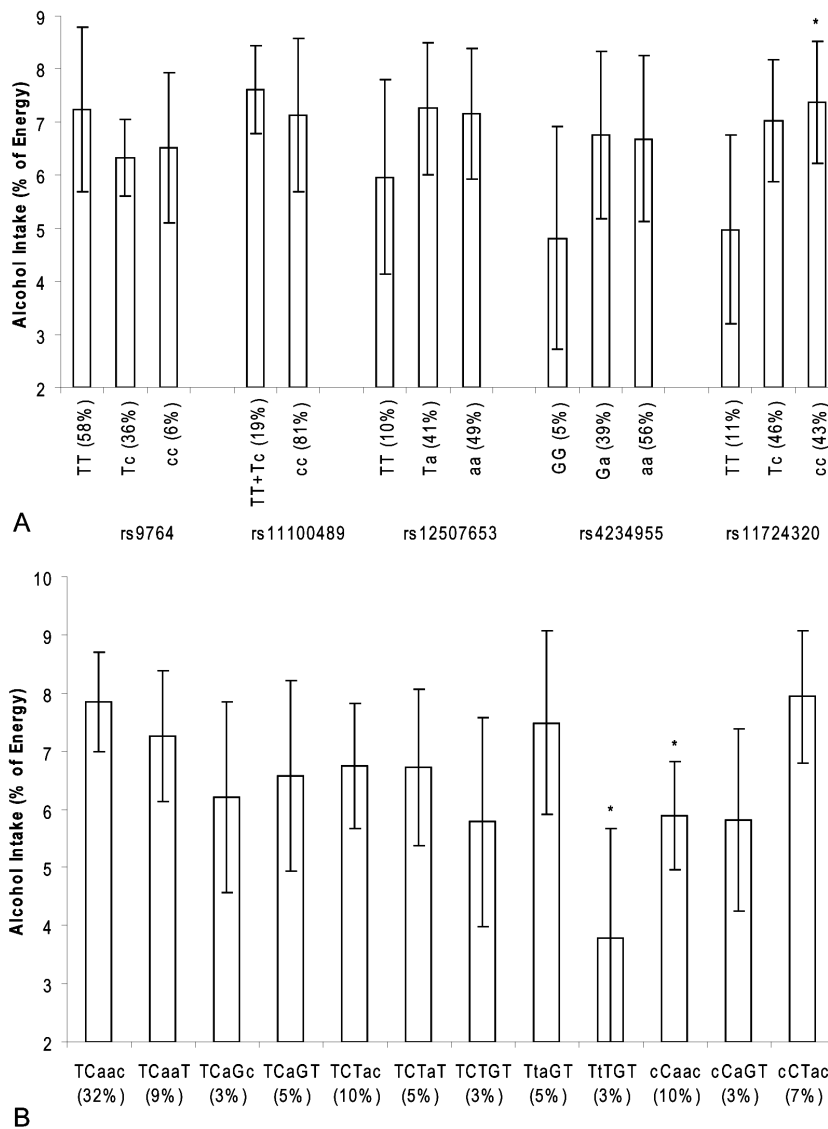 9
*
8
7
6
5
4
3
2
Alcohol Intake (% of Energy)
TT (58%)
Tc (36%)
cc (6%)
TT+Tc (19%)
cc (81%)
TT (10%)
Ta (41%)
aa (49%)
GG (5%)
Ga (39%)
aa (56%)
TT (11%)
Tc (46%)
cc (43%)
A
rs9764 rs11100489 rs12507653 rs4234955 rs11724320
10
9
8
7
6
5
4
3
2
Alcohol Intake (% of Energy)
*
*
TCaac TCaaT TCaGc TCaGT TCTac TCTaT TCTGT TtaGT TtTGT cCaac cCaGT cCTac
(32%) (9%) (3%) (5%) (10%) (5%) (3%) (5%) (3%) (10%) (3%) (7%)
B